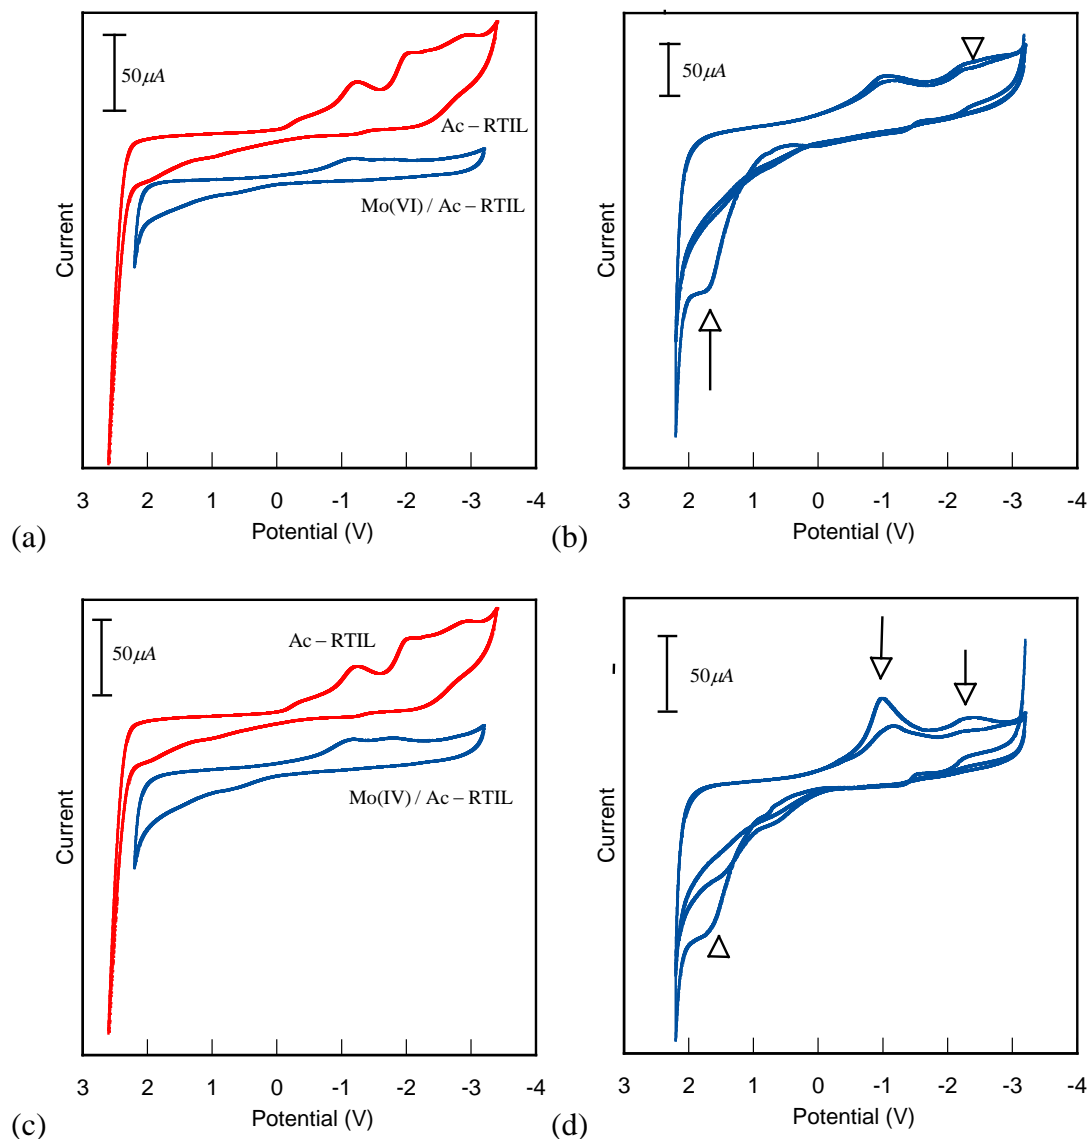 50μA
Ac – RTIL
Mo(VI) / Ac – RTIL
Current
3 2 1 0 -1 -2 -3 -4
Potential (V)
(a)
50μA
Current
3 2 1 0 -1 -2 -3 -4
Potential (V)
(b)
50μA
Ac – RTIL
Mo(IV) / Ac – RTIL
Current
3 2 1 0 -1 -2 -3 -4
Potential (V)
(c)
50μA
Current
3 2 1 0 -1 -2 -3 -4
Potential (V)
(d)